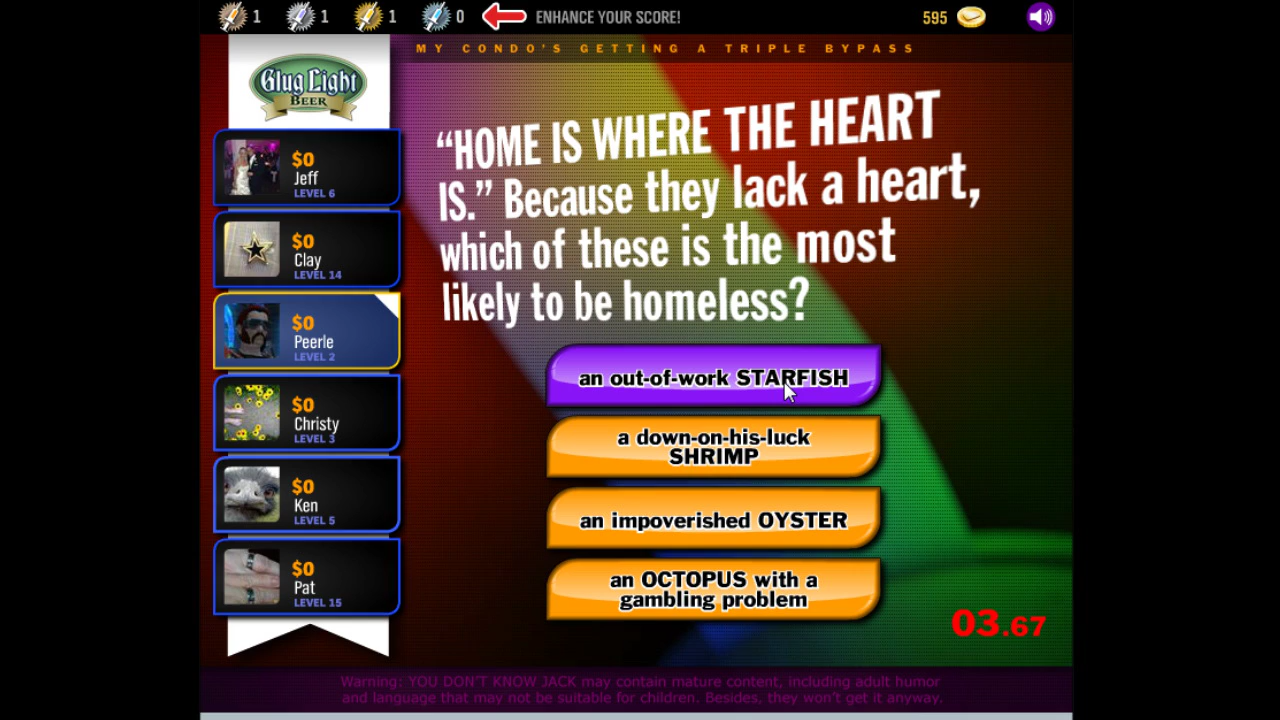 1 1 1 0 ENHANCE YOUR SCORE! 595
MY CONDO'S GETTING A TRIPLE BYPASS
Glug Light
BEER
$0
Jeff
LEVEL 6
$0
Clay
LEVEL 14
$0
Peerle
LEVEL 2
$0
Christy
LEVEL 3
$0
Ken
LEVEL 5
$0
Pat
LEVEL 15
“HOME IS WHERE THE HEART
IS.” Because they lack a heart,
which of these is the most
likely to be homeless?
an out-of-work STARFISH
a down-on-his-luck
SHRIMP
an impoverished OYSTER
an OCTOPUS with a
gambling problem
03.67
Warning: YOU DON'T KNOW JACK may contain mature content, including adult humor
and language that may not be suitable for children. Besides, they won't get it anyway.